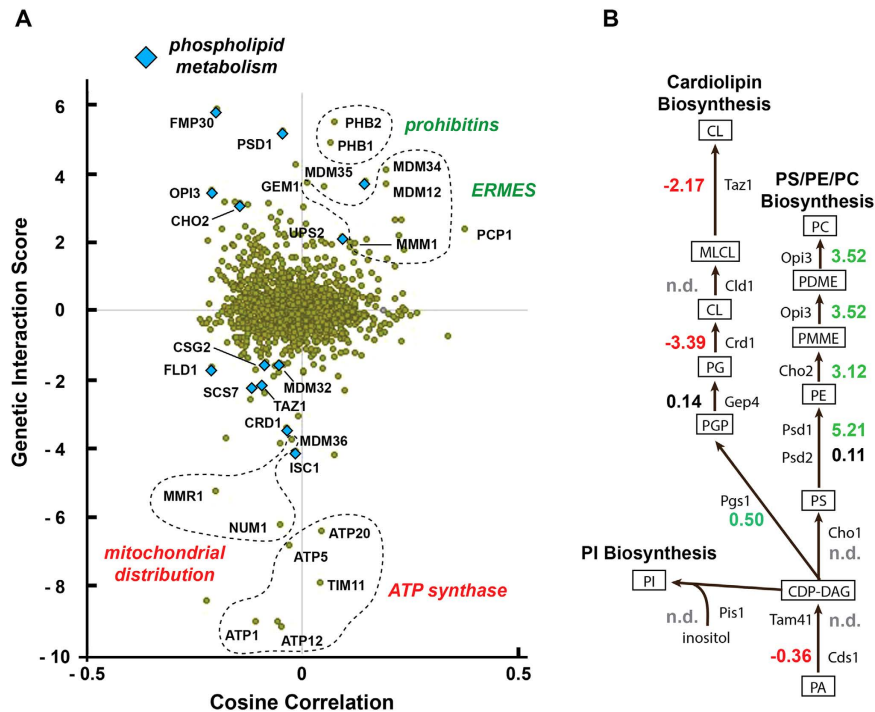 A
phospholipid
metabolism
Genetic Interaction Score
6
4
2
0
- 2
- 4
- 6
- 8
- 10
-0.5
0
0.5
Cosine Correlation
FMP30
PSD1
PHB2
PHB1
prohibitins
MDM35
MDM34
GEM1
MDM12
ERMES
OPI3
CHO2
UPS2
MMM1
PCP1
CSG2
FLD1
MDM32
SCS7
TAZ1
CRD1
MDM36
ISC1
MMR1
NUM1
mitochondrial
distribution
ATP20
ATP5
TIM11
ATP synthase
ATP1
ATP12
B
Cardiolipin
Biosynthesis
CL
-2.17
Taz1
MLCL
n.d.
Cld1
CL
-3.39
Crd1
PG
0.14
Gep4
PGP
Pgs1
0.50
PS/PE/PC
Biosynthesis
PC
Opi3
3.52
PDME
Opi3
3.52
PMME
Cho2
3.12
PE
Psd1
5.21
Psd2
0.11
PS
Cho1
n.d.
PI Biosynthesis
PI
CDP-DAG
n.d.
Pis1
inositol
Tam41
n.d.
-0.36
Cds1
PA